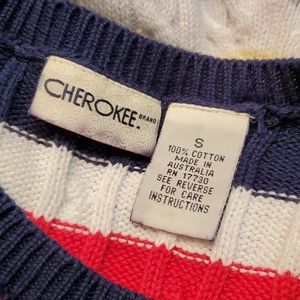 CHEROKEE.
BRAND
S
100% COTTON
MADE IN
AUSTRALIA
RN 17730
SEE REVERSE
FOR CARE
INSTRUCTIONS